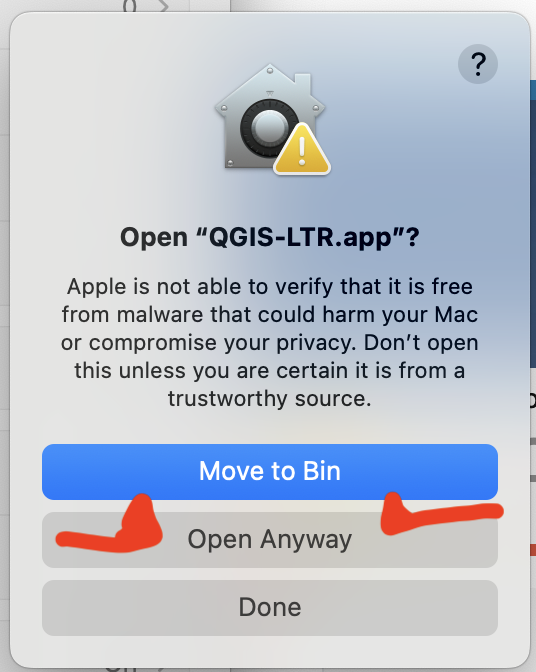 ?
Open “QGIS-LTR.app”?
Apple is not able to verify that it is free
from malware that could harm your Mac
or compromise your privacy. Don’t open
this unless you are certain it is from a
trustworthy source.
Move to Bin
Open Anyway
Done